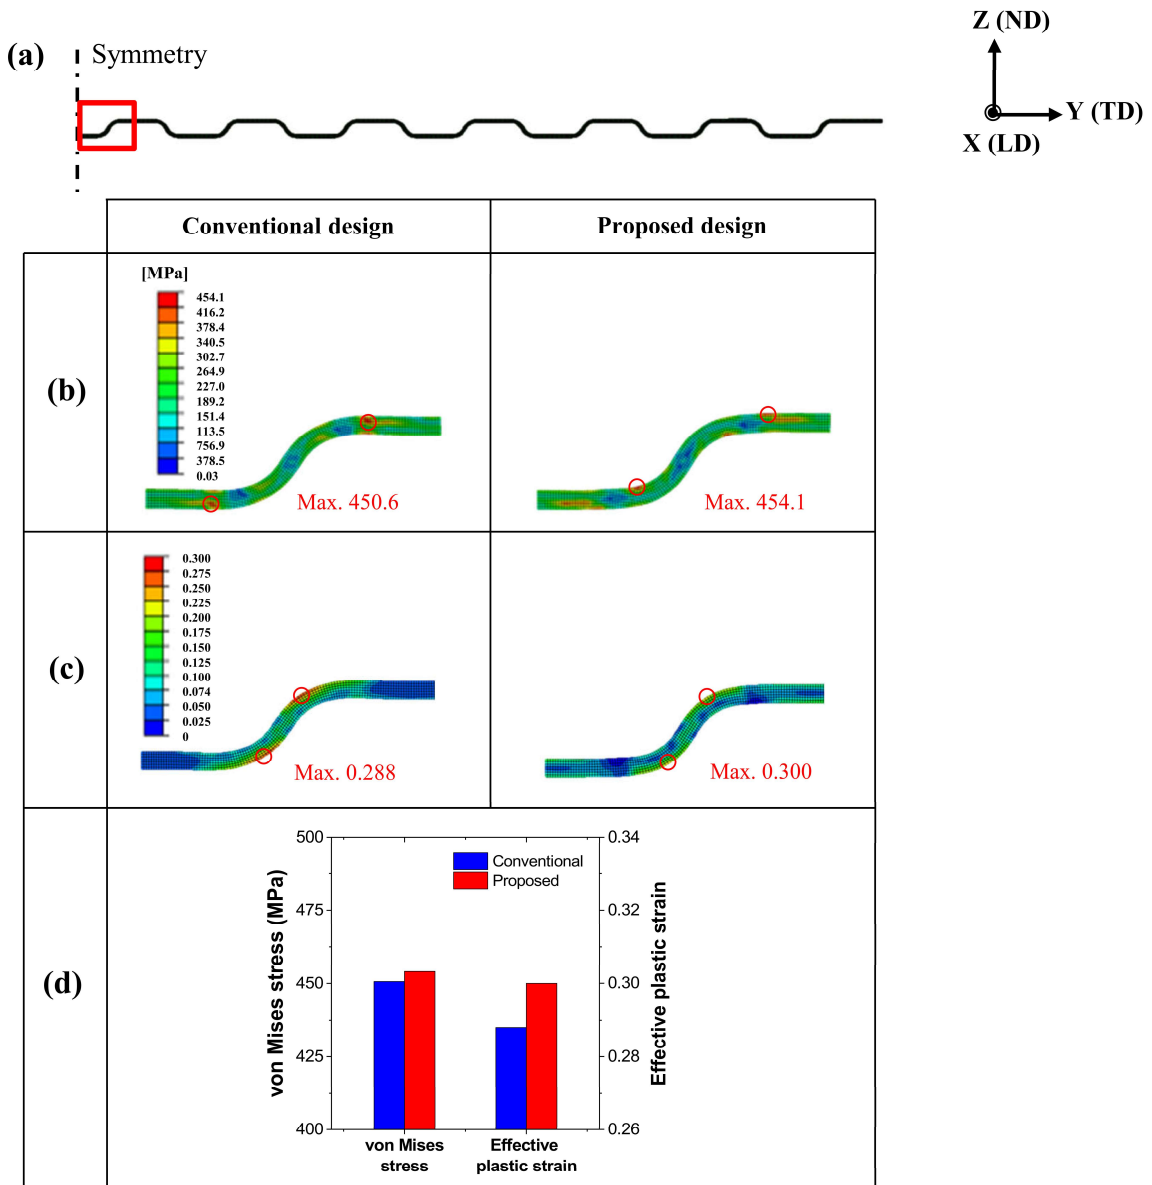 (a)
Symmetry
Z (ND)
Y (TD)
X (LD)
Conventional design
Proposed design
(b)
[MPa]
454.1
416.2
378.4
340.5
302.7
264.9
227.0
189.2
151.4
113.5
756.9
378.5
0.03
Max. 450.6
Max. 454.1
(c)
0.300
0.275
0.250
0.225
0.200
0.175
0.150
0.125
0.100
0.074
0.050
0.025
0
Max. 0.288
Max. 0.300
(d)
von Mises stress (MPa)
500
475
450
425
400
Conventional
Proposed
0.34
0.32
0.30
0.28
0.26
Effective plastic strain
von Mises
stress
Effective
plastic strain